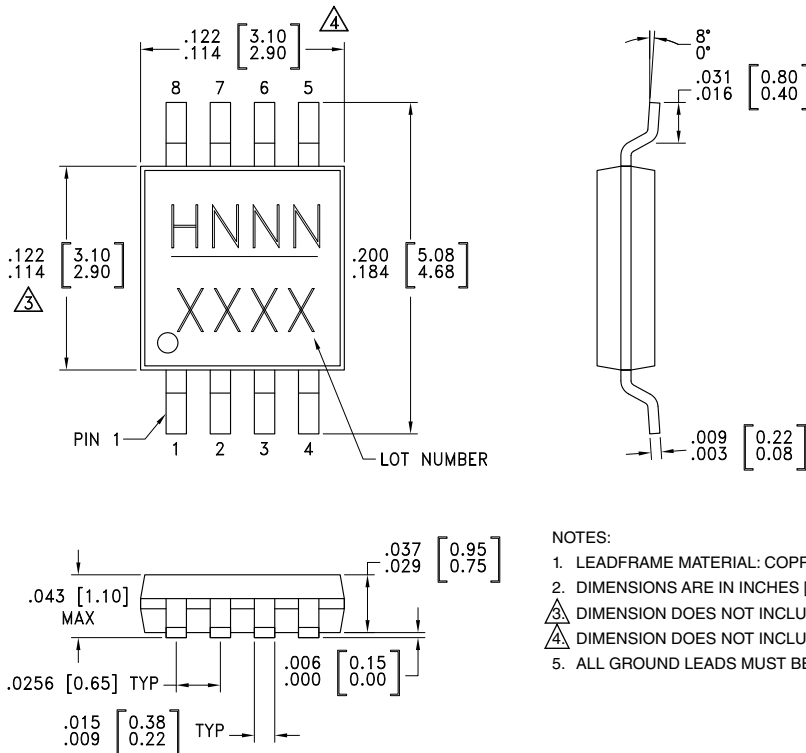 .122 [3.10]
.114 [2.90]
4
8 7 6 5
HNNN
XXXX
.122 [3.10]
.114 [2.90]
3
.200 [5.08]
.184 [4.68]
PIN 1
1 2 3 4
LOT NUMBER
8°
0°
.031 [0.80]
.016 [0.40]
.009 [0.22]
.003 [0.08]
.043 [1.10]
MAX
.037 [0.95]
.029 [0.75]
.0256 [0.65] TYP
.006 [0.15]
.000 [0.00]
.015 [0.38]
.009 [0.22]
TYP
NOTES:
1. LEADFRAME MATERIAL: COPP
2. DIMENSIONS ARE IN INCHES [
3. DIMENSION DOES NOT INCLU
4. DIMENSION DOES NOT INCLU
5. ALL GROUND LEADS MUST BE